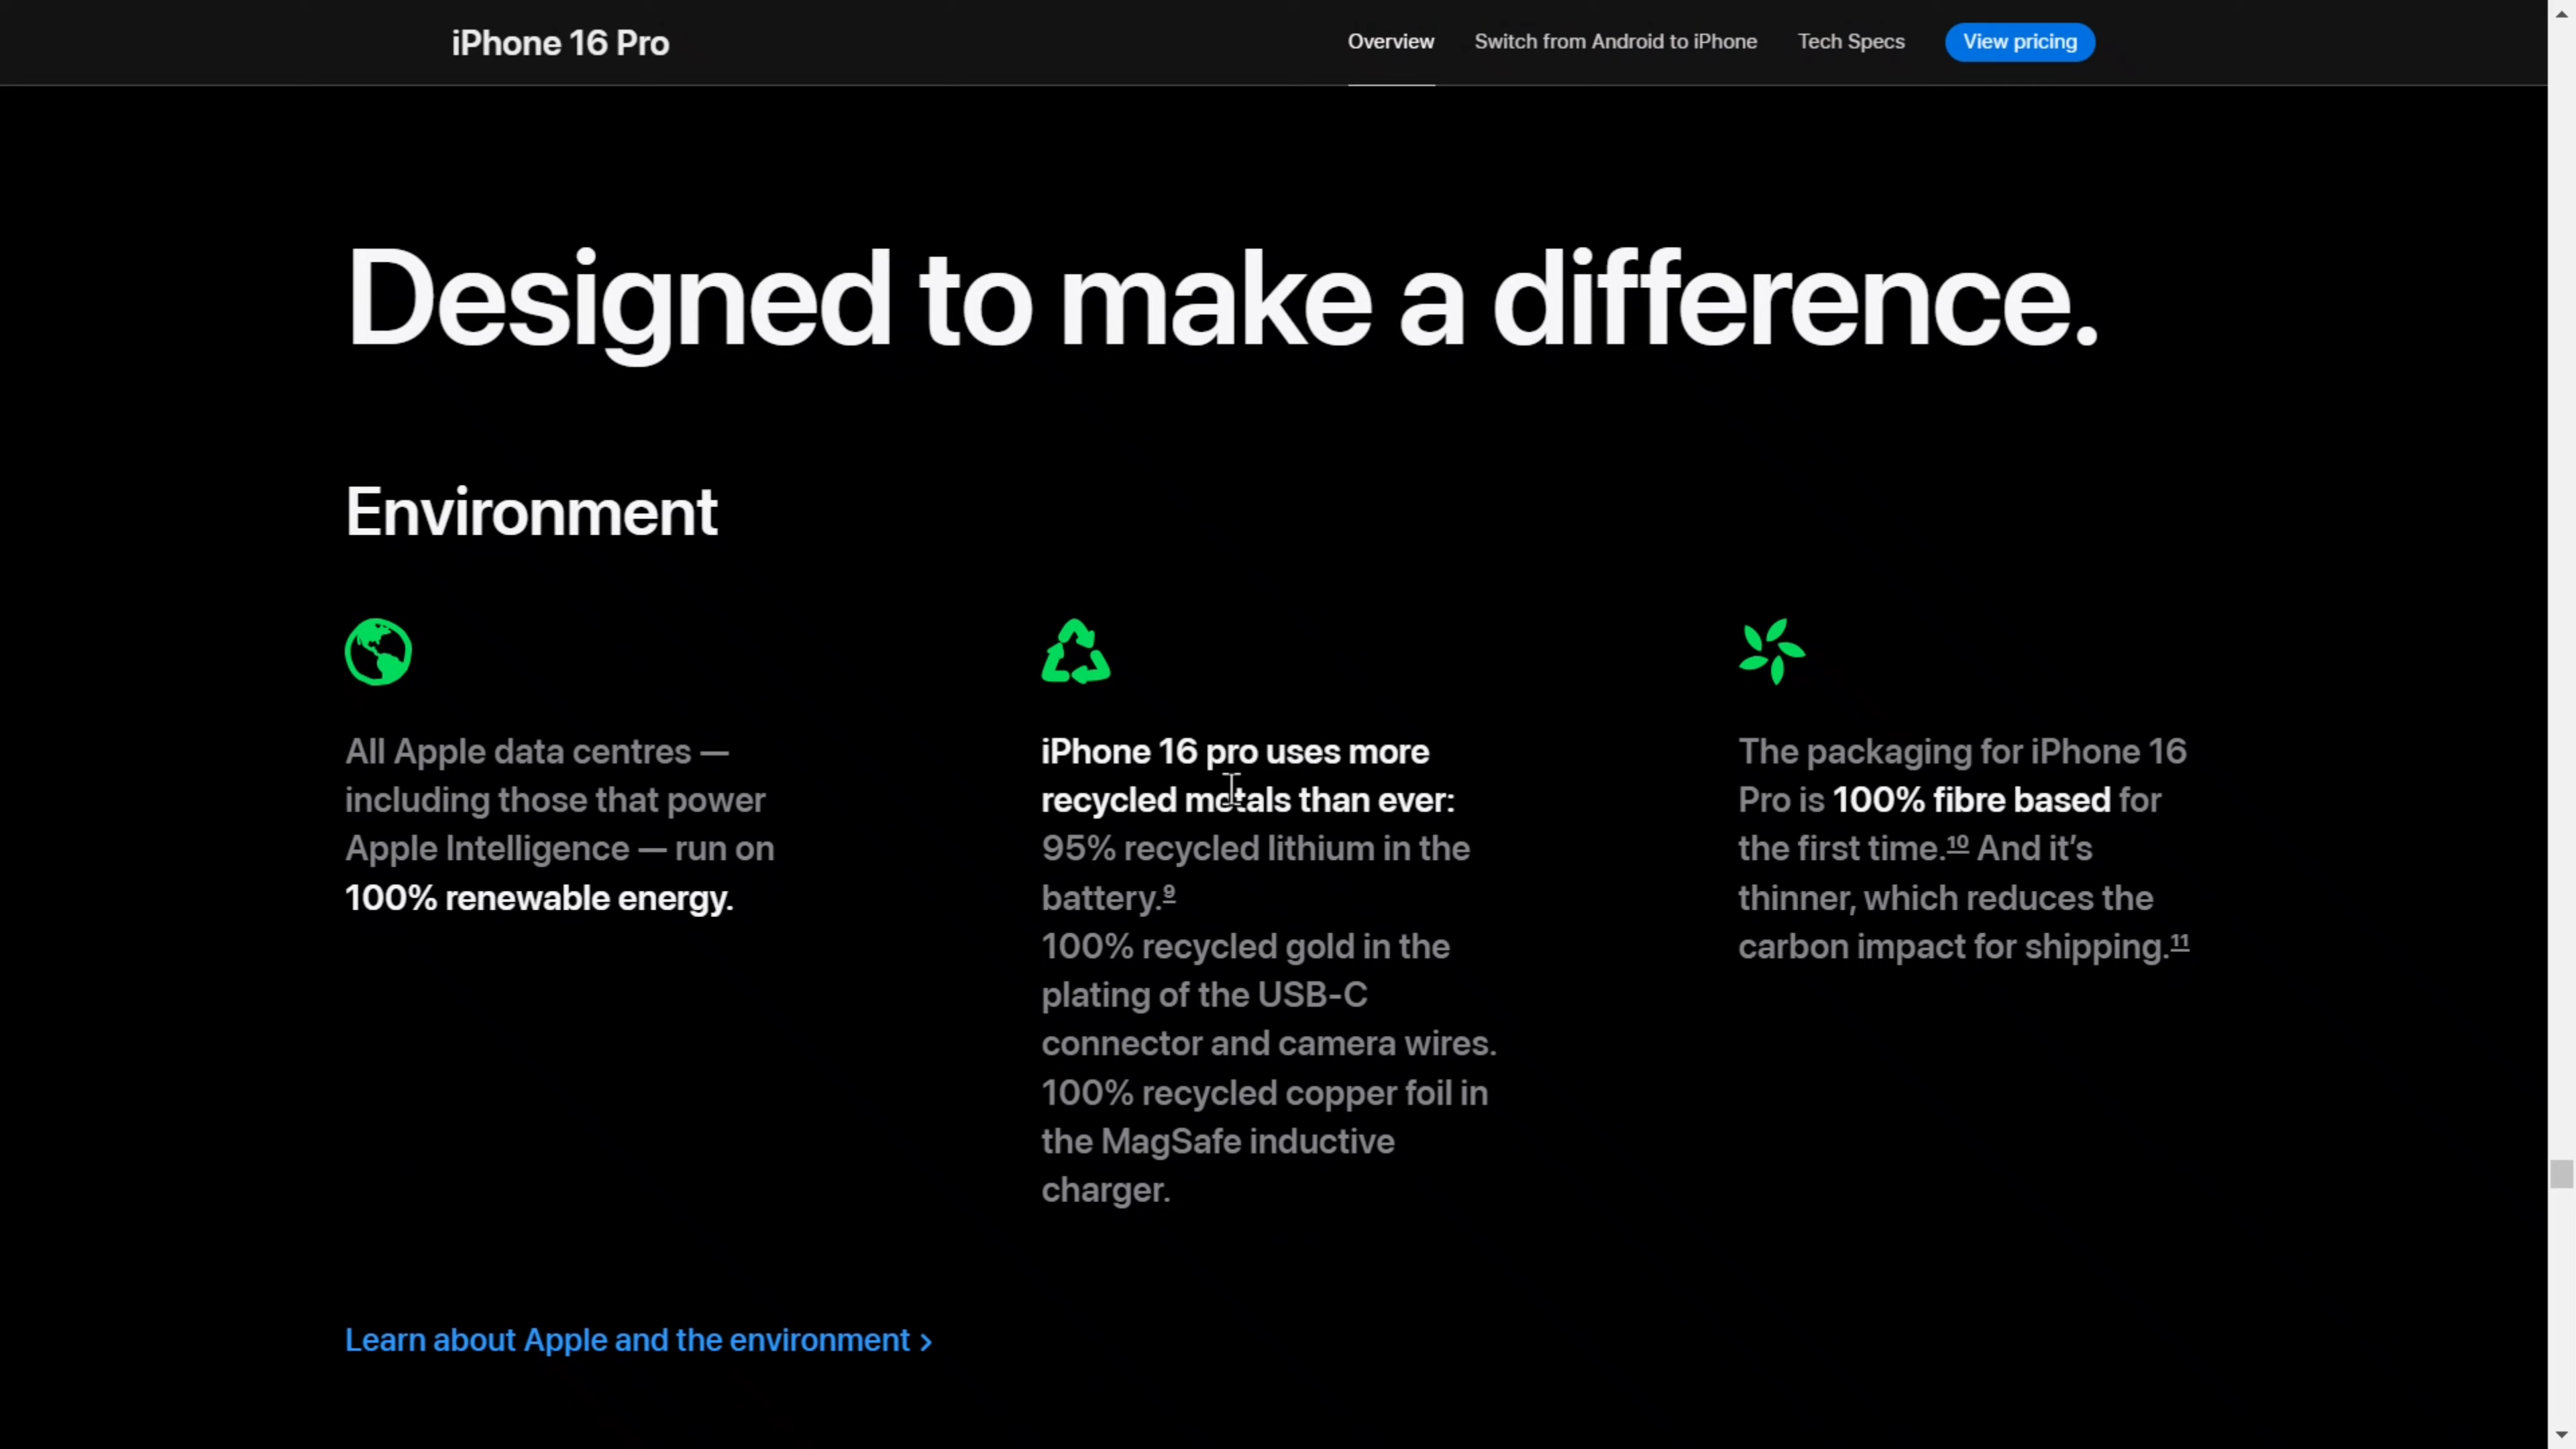 iPhone 16 Pro
Overview
Switch from Android to iPhone
Tech Specs
View pricing
Designed to make a difference.
Environment
All Apple data centres —
including those that power
Apple Intelligence — run on
100% renewable energy.
iPhone 16 pro uses more
recycled metals than ever:
95% recycled lithium in the
battery.9
100% recycled gold in the
plating of the USB-C
connector and camera wires.
100% recycled copper foil in
the MagSafe inductive
charger.
The packaging for iPhone 16
Pro is 100% fibre based for
the first time.10 And it's
thinner, which reduces the
carbon impact for shipping.11
Learn about Apple and the environment >